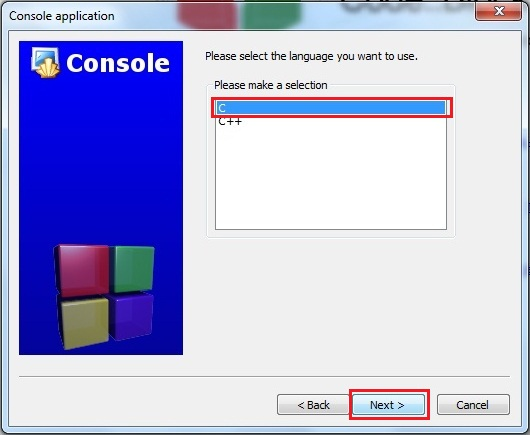 Console application
Console
Please select the language you want to use.
Please make a selection
C
C++
< Back
Next >
Cancel